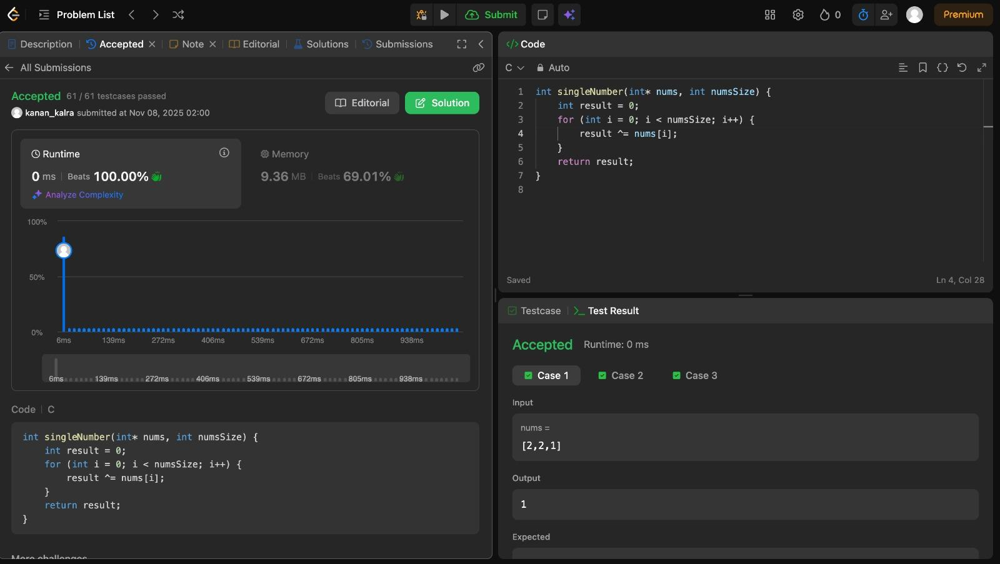 Problem List
Submit
0
Premium
Description
Accepted
Note
Editorial
Solutions
Submissions
All Submissions
Accepted 61 / 61 testcases passed
kanan_kalra submitted at Nov 08, 2025 02:00
Editorial
Solution
Runtime
0 ms Beats 100.00%
Analyze Complexity
Memory
9.36 MB Beats 69.01%
100%
50%
0%
6ms 139ms 272ms 406ms 539ms 672ms 805ms 938ms
6ms 139ms 272ms 406ms 539ms 672ms 805ms 938ms
Code | C
int singleNumber(int* nums, int numsSize) {
    int result = 0;
    for (int i = 0; i < numsSize; i++) {
        result ^= nums[i];
    }
    return result;
}
More challenges
</> Code
C Auto
1 int singleNumber(int* nums, int numsSize) {
2     int result = 0;
3     for (int i = 0; i < numsSize; i++) {
4         result ^= nums[i];
5     }
6     return result;
7 }
8
Saved
Ln 4, Col 28
Testcase
>_ Test Result
Accepted Runtime: 0 ms
Case 1
Case 2
Case 3
Input
nums =
[2,2,1]
Output
1
Expected